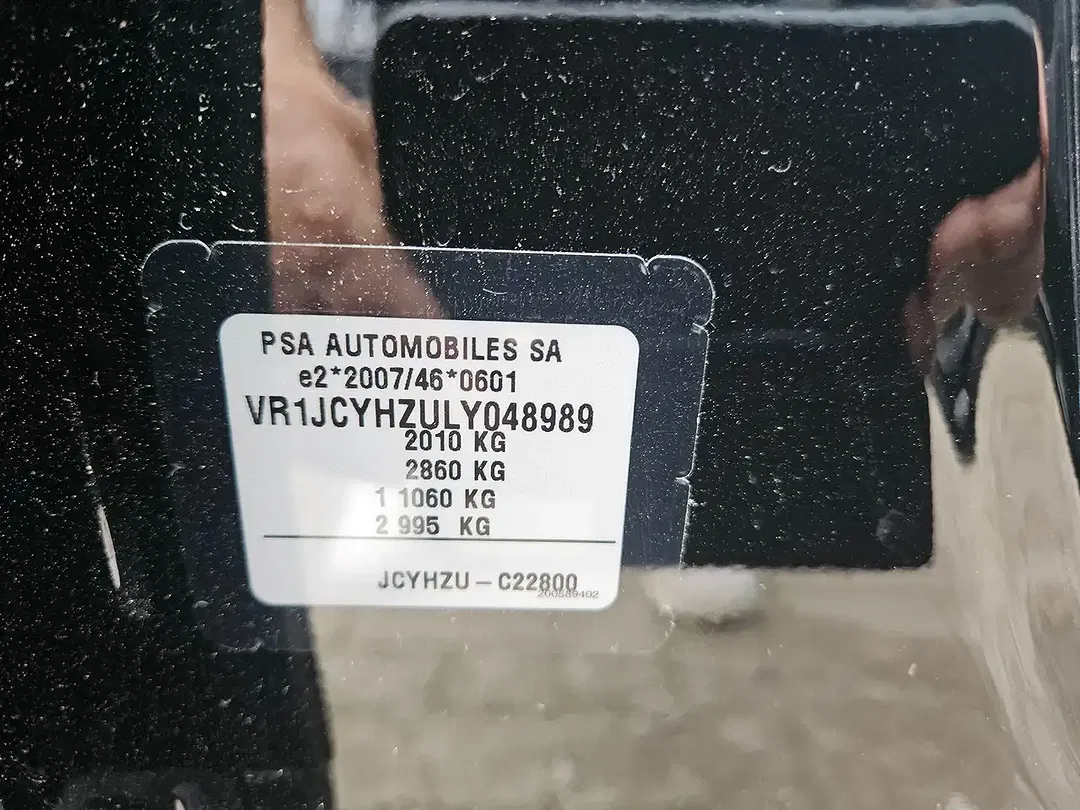 PSA AUTOMOBILES SA
e2*2007/46*0601
VR1JCYHZULY048989
2010 KG
2860 KG
1 1060 KG
2 995 KG
JCYHZU – C22800
200589402